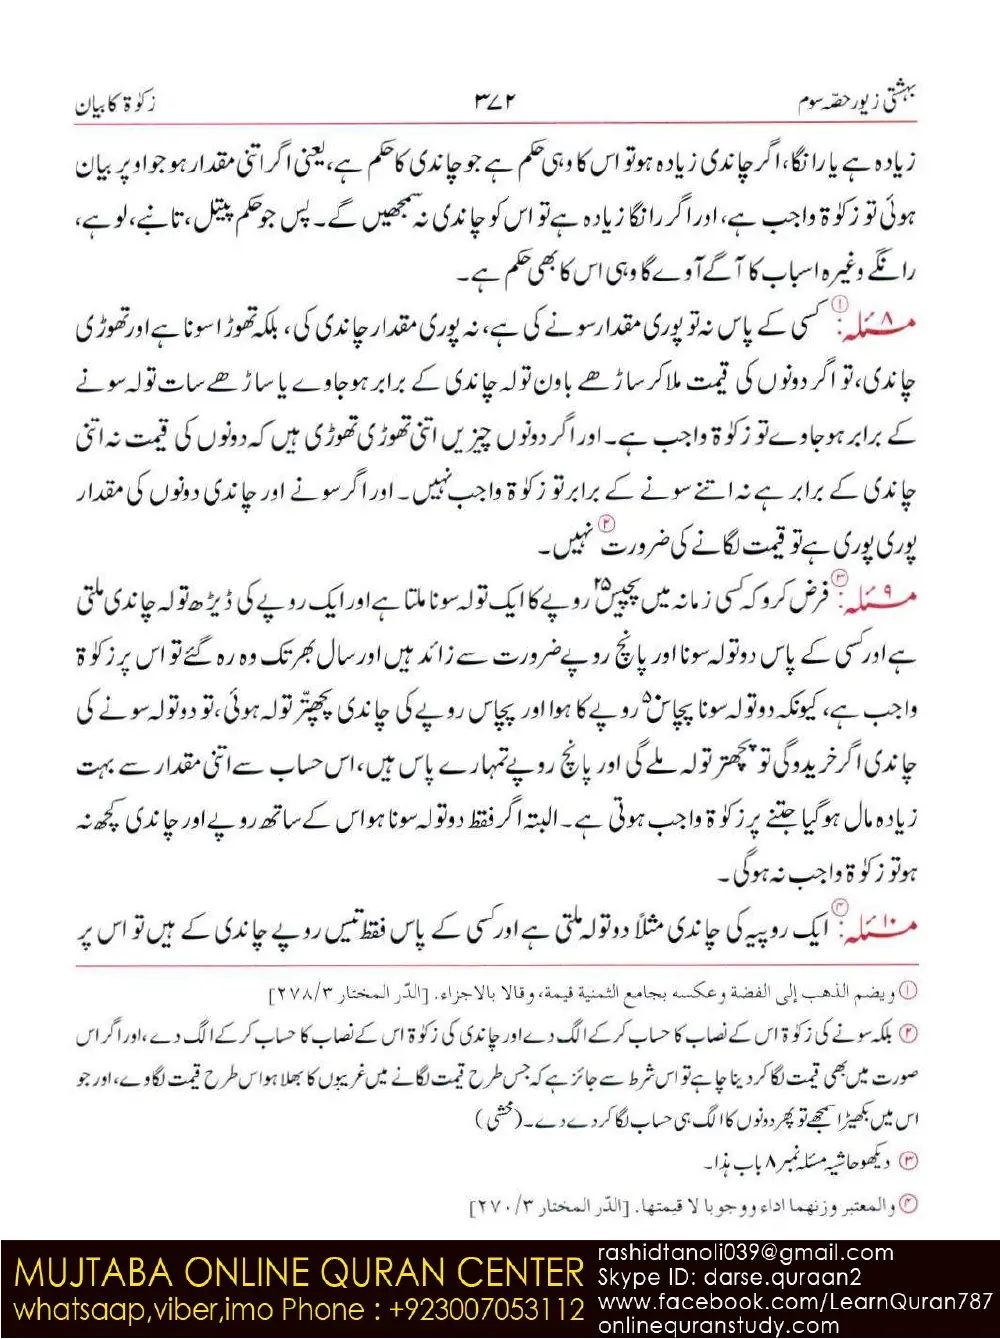 بہشتی زیور حصّہ سوم ۳۷۲ زکوٰۃ کا بیان
زیادہ ہے یا رانگا، اگر چاندی زیادہ ہو تو اس کا وہی حکم ہے جو چاندی کا حکم ہے، یعنی اگر اتنی مقدار ہو جو اوپر بیان
ہوئی تو زکوٰۃ واجب ہے، اور اگر رانگا زیادہ ہے تو اس کو چاندی نہ سمجھیں گے۔ پس جو حکم پیتل، تانبے، لوہے،
رانگے وغیرہ اسباب کا آگے آوے گا وہی اس کا بھی حکم ہے۔
مسئلہ ۸:① کسی کے پاس نہ تو پوری مقدار سونے کی ہے، نہ پوری مقدار چاندی کی، بلکہ تھوڑا سونا ہے اور تھوڑی
چاندی، تو اگر دونوں کی قیمت ملا کر ساڑھے باون تولہ چاندی کے برابر ہو جاوے یا ساڑھے سات تولہ سونے
کے برابر ہو جاوے تو زکوٰۃ واجب ہے۔ اور اگر دونوں چیزیں اتنی تھوڑی تھوڑی ہیں کہ دونوں کی قیمت نہ اتنی
چاندی کے برابر ہے نہ اتنے سونے کے برابر تو زکوٰۃ واجب نہیں۔ اور اگر سونے اور چاندی دونوں کی مقدار
پوری پوری ہے تو قیمت لگانے کی ضرورت② نہیں۔
مسئلہ ۹:③ فرض کرو کہ کسی زمانہ میں پچیس ۲۵ روپے کا ایک تولہ سونا ملتا ہے اور ایک روپے کی ڈیڑھ تولہ چاندی ملتی
ہے اور کسی کے پاس دو تولہ سونا اور پانچ روپے ضرورت سے زائد ہیں اور سال بھر تک وہ رہ گئے تو اس پر زکوٰۃ
واجب ہے، کیونکہ دو تولہ سونا پچاس ۵۰ روپے کا ہوا اور پچاس روپے کی چاندی پچھتّر تولہ ہوئی، تو دو تولہ سونے کی
چاندی اگر خریدو گی تو پچھتر تولہ ملے گی اور پانچ روپے تمہارے پاس ہیں، اس حساب سے اتنی مقدار سے بہت
زیادہ مال ہو گیا جتنے پر زکوٰۃ واجب ہوتی ہے۔ البتہ اگر فقط دو تولہ سونا ہو اس کے ساتھ روپے اور چاندی کچھ نہ
ہو تو زکوٰۃ واجب نہ ہوگی۔
مسئلہ ۱۰:④ ایک روپیہ کی چاندی مثلاً دو تولہ ملتی ہے اور کسی کے پاس فقط تیس روپے چاندی کے ہیں تو اس پر
① ويضم الذهب إلى الفضة وعكسه بجامع الثمنية قيمة، وقالا بالاجزاء. [الدّر المختار ۲۷۸/۳]
② بلکہ سونے کی زکوٰۃ اس کے نصاب کا حساب کر کے الگ دے اور چاندی کی زکوٰۃ اس کے نصاب کا حساب کر کے الگ دے، اور اگر اس
صورت میں بھی قیمت لگا کر دینا چاہے تو اس شرط سے جائز ہے کہ جس طرح قیمت لگانے میں غریبوں کا بھلا ہو اس طرح قیمت لگاوے، اور جو
اس میں بکھیڑا سمجھے تو پھر دونوں کا الگ ہی حساب لگا کر دے دے۔ (محشی)
③ دیکھو حاشیہ مسئلہ نمبر ۸ باب ہذا۔
④ والمعتبر وزنهما اداء ووجوبا لا قيمتها. [الدّر المختار ۲۷۰/۳]
MUJTABA ONLINE QURAN CENTER
whatsaap,viber,imo Phone : +923007053112
rashidtanoli039@gmail.com
Skype ID: darse.quraan2
www.facebook.com/LearnQuran787
onlinequranstudy.com